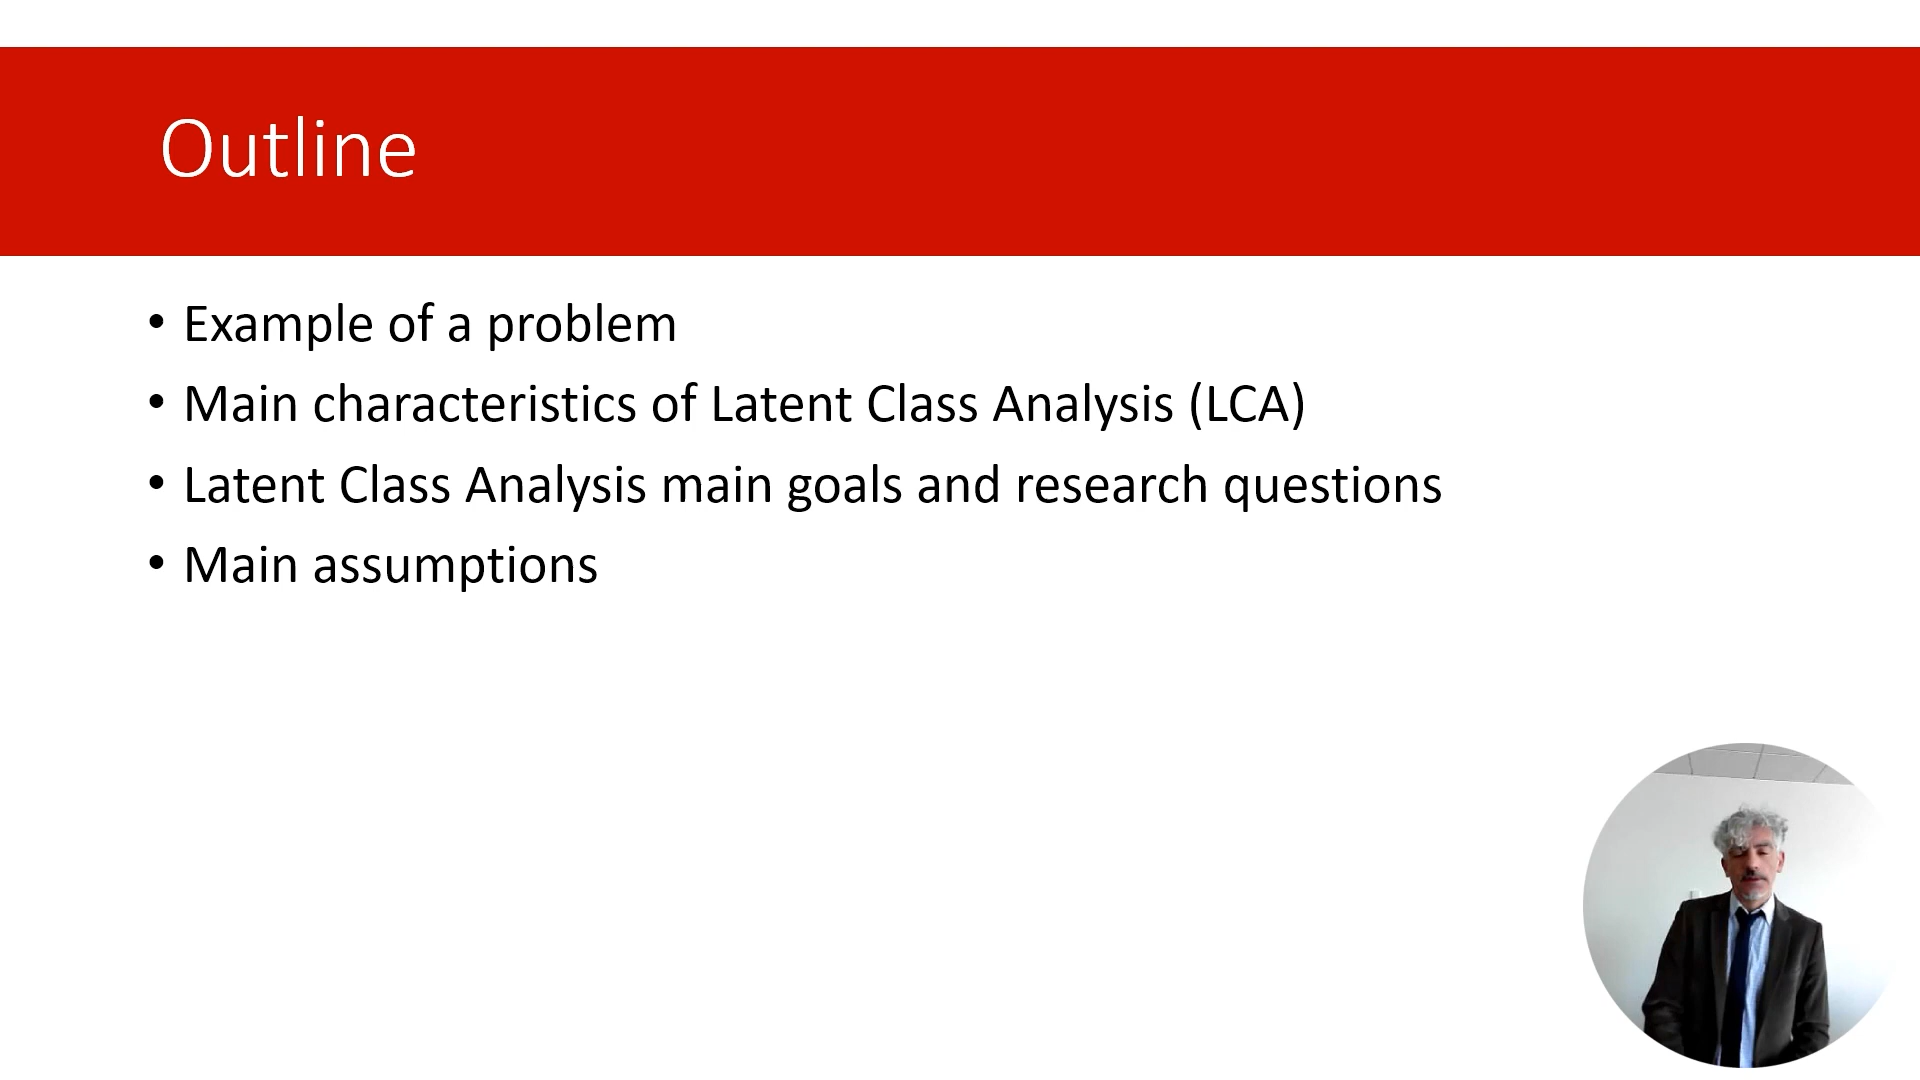 Outline
• Example of a problem
• Main characteristics of Latent Class Analysis (LCA)
• Latent Class Analysis main goals and research questions
• Main assumptions